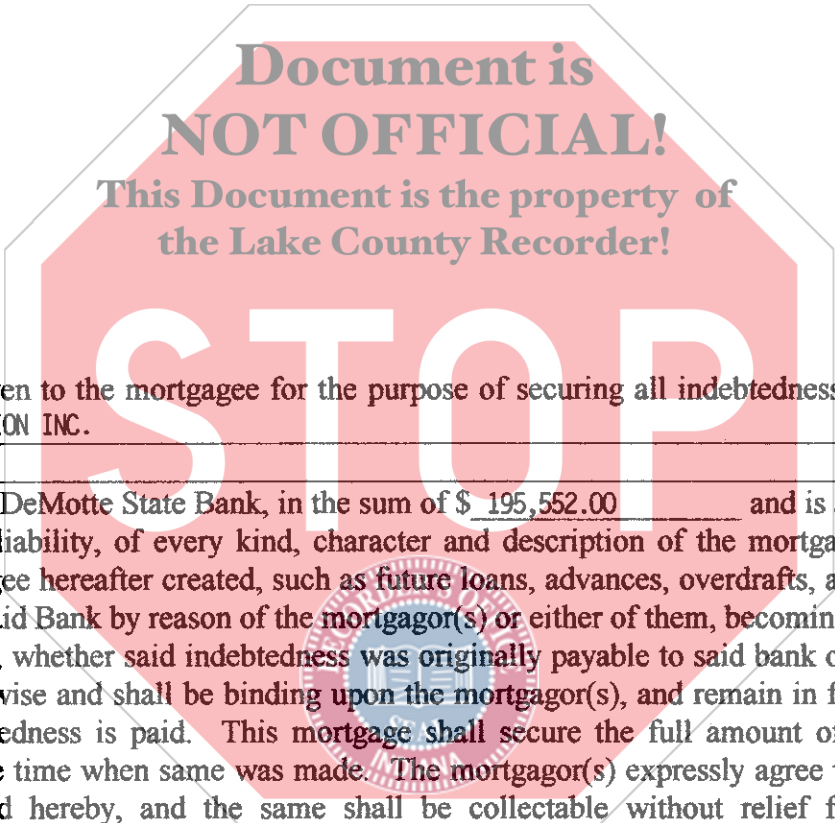 Document is
NOT OFFICIAL!
This Document is the property of
the Lake County Recorder!
STOP
en to the mortgagee for the purpose of securing all indebtedness
ON INC.
DeMotte State Bank, in the sum of $ 195,552.00 and is
iability, of every kind, character and description of the mortga
ee hereafter created, such as future loans, advances, overdrafts, a
id Bank by reason of the mortgagor(s) or either of them, becomin
, whether said indebtedness was originally payable to said bank o
wise and shall be binding upon the mortgagor(s), and remain in f
edness is paid. This mortgage shall secure the full amount o
e time when same was made. The mortgagor(s) expressly agree
d hereby, and the same shall be collectable without relief f
RECORDER'S OFFICE
SEAL
INDIANA